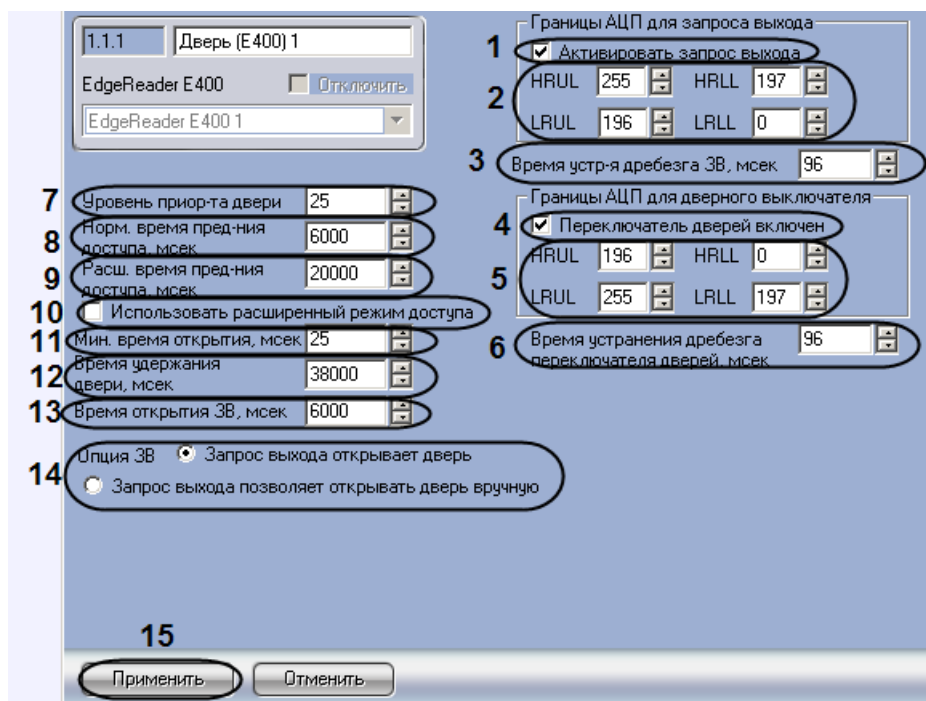 1.1.1 Дверь (E400) 1
EdgeReader E400 Отключить
EdgeReader E400 1
7 Уровень приор-та двери 25
8 Норм. время пред-ния
доступа, мсек 6000
9 Расш. время пред-ния
доступа, мсек 20000
10 Использовать расширенный режим доступа
11 Мин. время открытия, мсек 25
12 Время удержания
двери, мсек 38000
13 Время открытия ЗВ, мсек 6000
14 Опция ЗВ Запрос выхода открывает дверь
Запрос выхода позволяет открывать дверь вручную
Границы АЦП для запроса выхода
1 Активировать запрос выхода
2 HRUL 255 HRLL 197
LRUL 196 LRLL 0
3 Время устр-я дребезга ЗВ, мсек 96
Границы АЦП для дверного выключателя
4 Переключатель дверей включен
5 HRUL 196 HRLL 0
LRUL 255 LRLL 197
6 Время устранения дребезга
переключателя дверей, мсек 96
15
Применить Отменить